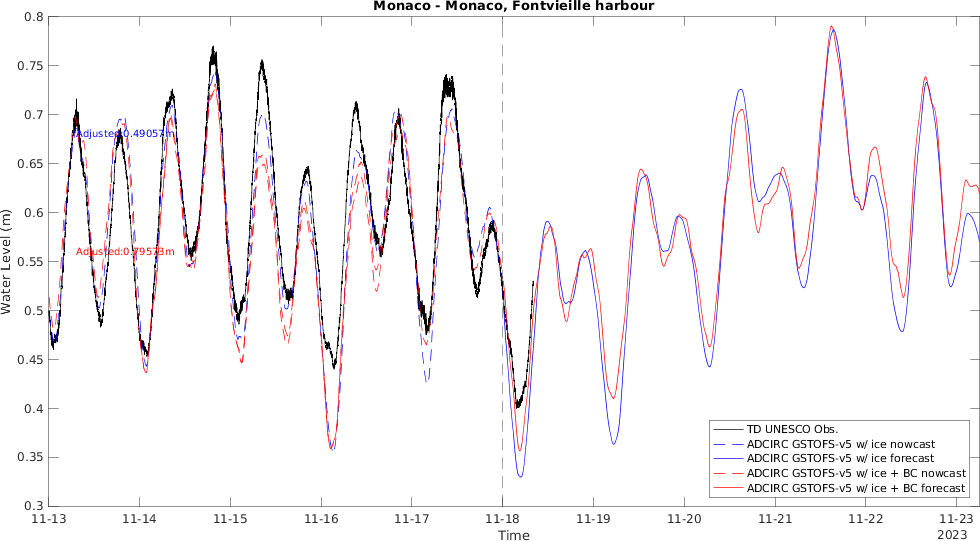 Monaco - Monaco, Fontvieille harbour
0.8
0.75
0.7
Adjusted:0.49057m
0.65
0.6
Water Level (m)
0.55
Adjusted:0.79573m
0.5
0.45
0.4
0.35
0.3
TD UNESCO Obs.
ADCIRC GSTOFS-v5 w/ ice nowcast
ADCIRC GSTOFS-v5 w/ ice forecast
ADCIRC GSTOFS-v5 w/ ice + BC nowcast
ADCIRC GSTOFS-v5 w/ ice + BC forecast
11-13 11-14 11-15 11-16 11-17 11-18 11-19 11-20 11-21 11-22 11-23
Time
2023